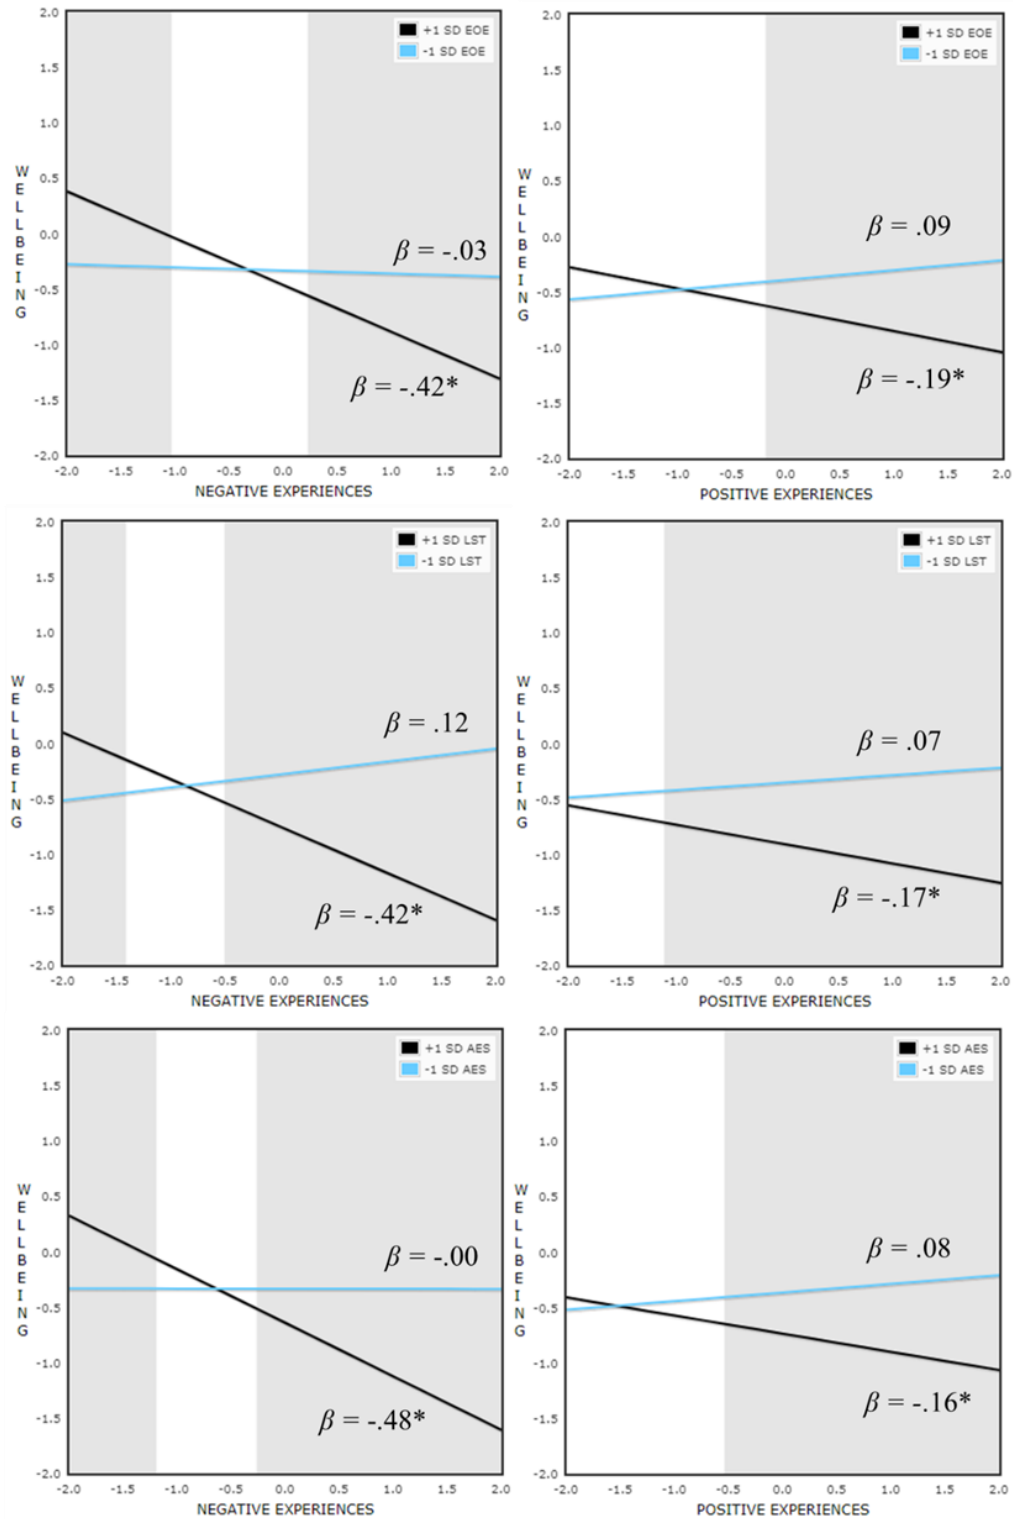 2.0
1.5
1.0
0.5
0.0
-0.5
-1.0
-1.5
-2.0
WELLBEING
+1 SD EOE
-1 SD EOE
β = -.03
β = -.42*
-2.0 -1.5 -1.0 -0.5 0.0 0.5 1.0 1.5 2.0
NEGATIVE EXPERIENCES
2.0
1.5
1.0
0.5
0.0
-0.5
-1.0
-1.5
-2.0
WELLBEING
+1 SD EOE
-1 SD EOE
β = .09
β = -.19*
-2.0 -1.5 -1.0 -0.5 0.0 0.5 1.0 1.5 2.0
POSITIVE EXPERIENCES
2.0
1.5
1.0
0.5
0.0
-0.5
-1.0
-1.5
-2.0
WELLBEING
+1 SD LST
-1 SD LST
β = .12
β = -.42*
-2.0 -1.5 -1.0 -0.5 0.0 0.5 1.0 1.5 2.0
NEGATIVE EXPERIENCES
2.0
1.5
1.0
0.5
0.0
-0.5
-1.0
-1.5
-2.0
WELLBEING
+1 SD LST
-1 SD LST
β = .07
β = -.17*
-2.0 -1.5 -1.0 -0.5 0.0 0.5 1.0 1.5 2.0
POSITIVE EXPERIENCES
2.0
1.5
1.0
0.5
0.0
-0.5
-1.0
-1.5
-2.0
WELLBEING
+1 SD AES
-1 SD AES
β = -.00
β = -.48*
-2.0 -1.5 -1.0 -0.5 0.0 0.5 1.0 1.5 2.0
NEGATIVE EXPERIENCES
2.0
1.5
1.0
0.5
0.0
-0.5
-1.0
-1.5
-2.0
WELLBEING
+1 SD AES
-1 SD AES
β = .08
β = -.16*
-2.0 -1.5 -1.0 -0.5 0.0 0.5 1.0 1.5 2.0
POSITIVE EXPERIENCES